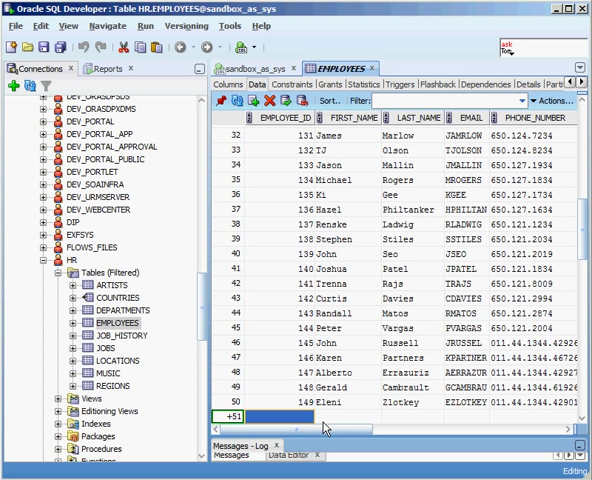 Oracle SQL Developer : Table HR.EMPLOYEES@sandbox_as_sys
File Edit View Navigate Run Versioning Tools Help
SQL
ask
Tom
Connections Reports
sandbox_as_sys EMPLOYEES
Columns Data Constraints Grants Statistics Triggers Flashback Dependencies Details Parti
Sort.. Filter: Actions...
EMPLOYEE_ID FIRST_NAME LAST_NAME EMAIL PHONE_NUMBER
32 131 James Marlow JAMRLOW 650.124.7234
33 132 TJ Olson TJOLSON 650.124.8234
34 133 Jason Mallin JMALLIN 650.127.1934
35 134 Michael Rogers MROGERS 650.127.1834
36 135 Ki Gee KGEE 650.127.1734
37 136 Hazel Philtanker HPHILTAN 650.127.1634
38 137 Renske Ladwig RLADWIG 650.121.1234
39 138 Stephen Stiles SSTILES 650.121.2034
40 139 John Seo JSEO 650.121.2019
41 140 Joshua Patel JPATEL 650.121.1834
42 141 Trenna Rajs TRAJS 650.121.8009
43 142 Curtis Davies CDAVIES 650.121.2994
44 143 Randall Matos RMATOS 650.121.2874
45 144 Peter Vargas PVARGAS 650.121.2004
46 145 John Russell JRUSSEL 011.44.1344.42926
47 146 Karen Partners KPARTNER 011.44.1344.46726
48 147 Alberto Errazuriz AERRAZUR 011.44.1344.42927
49 148 Gerald Cambrault GCAMBRAU 011.44.1344.61926
50 149 Eleni Zlotkey EZLOTKEY 011.44.1344.42901
+51
DEV_ORASDPSDS
DEV_ORASDPXDMS
DEV_PORTAL
DEV_PORTAL_APP
DEV_PORTAL_APPROVAL
DEV_PORTAL_PUBLIC
DEV_PORTLET
DEV_SOAINFRA
DEV_URMSERVER
DEV_WEBCENTER
DIP
EXFSYS
FLOWS_FILES
HR
Tables (Filtered)
ARTISTS
COUNTRIES
DEPARTMENTS
EMPLOYEES
JOB_HISTORY
JOBS
LOCATIONS
MUSIC
REGIONS
Views
Editioning Views
Indexes
Packages
Procedures
Functions
Messages - Log
Messages Data Editor
Editing